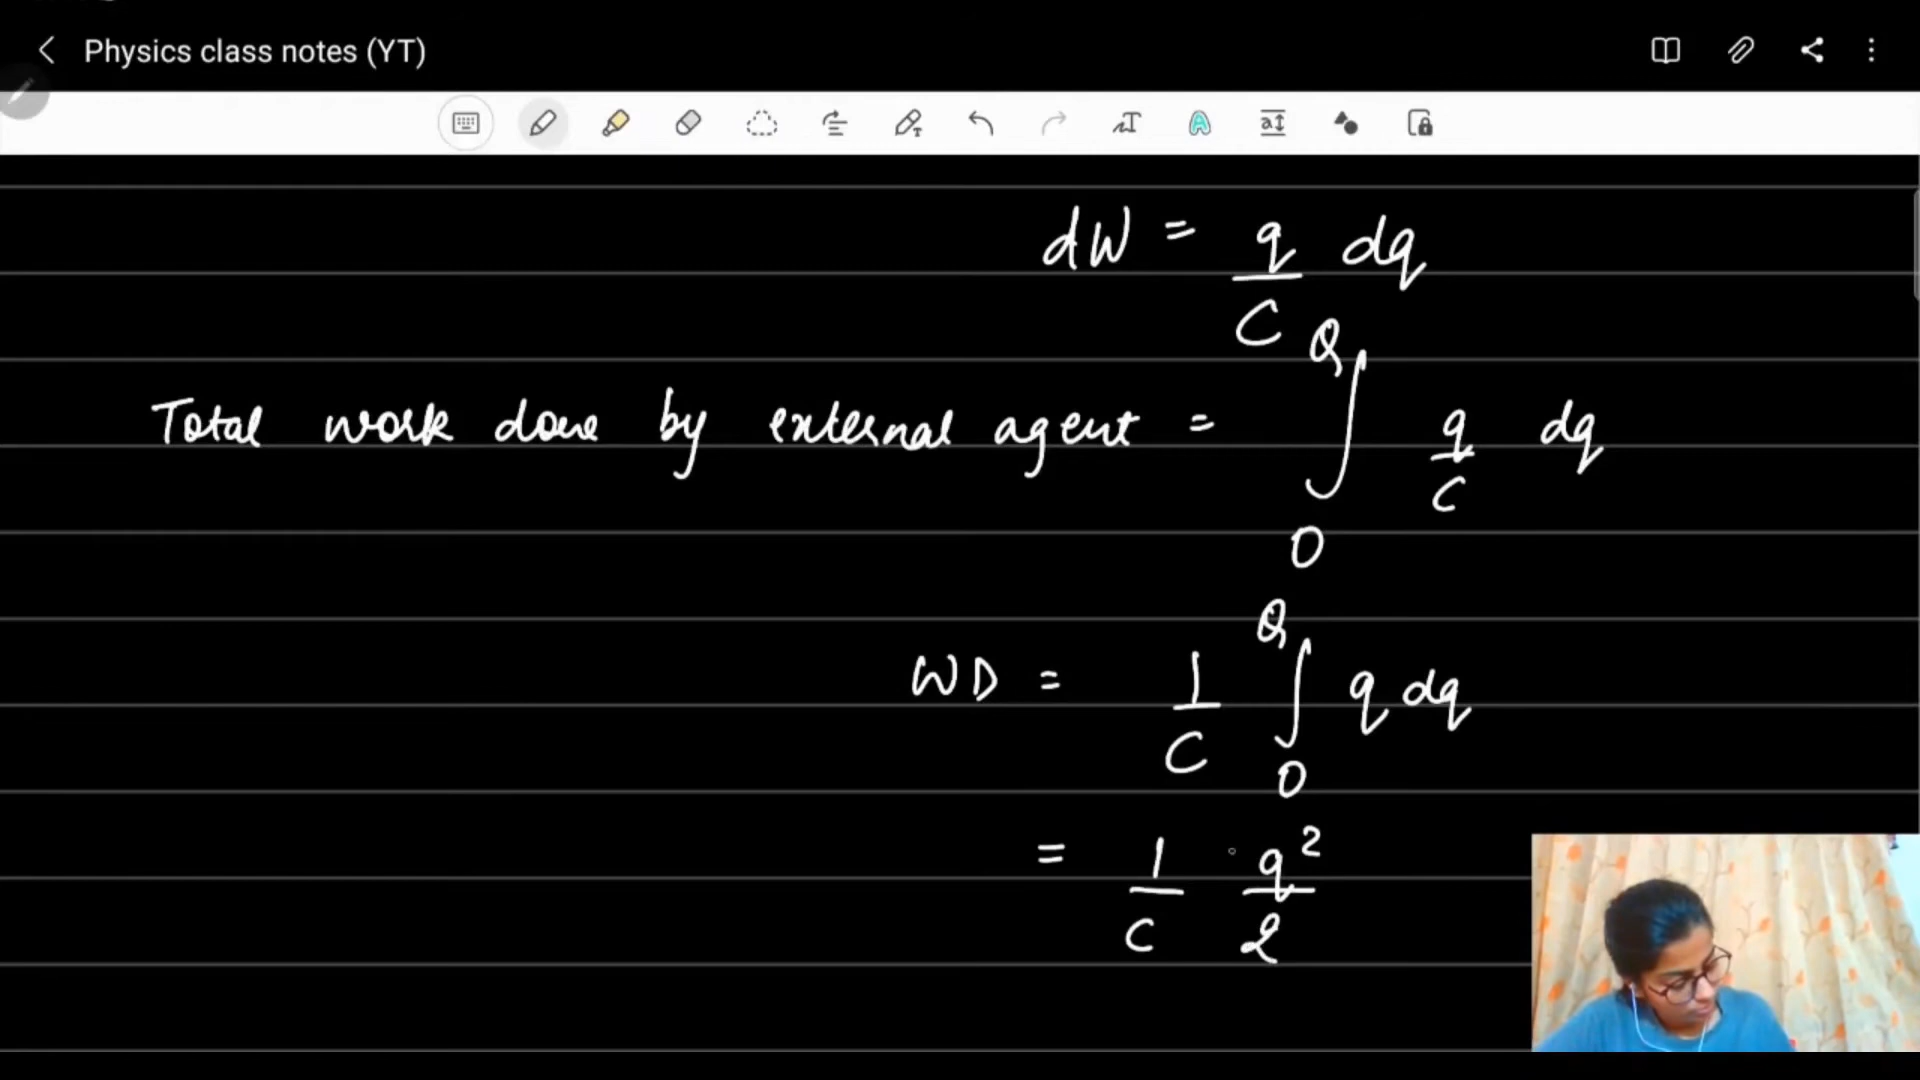 Physics class notes (YT)
dW = q/C dq
Total work done by external agent = ∫₀^Q q/C dq
WD = 1/C ∫₀^Q q dq
= 1/C · q²/2